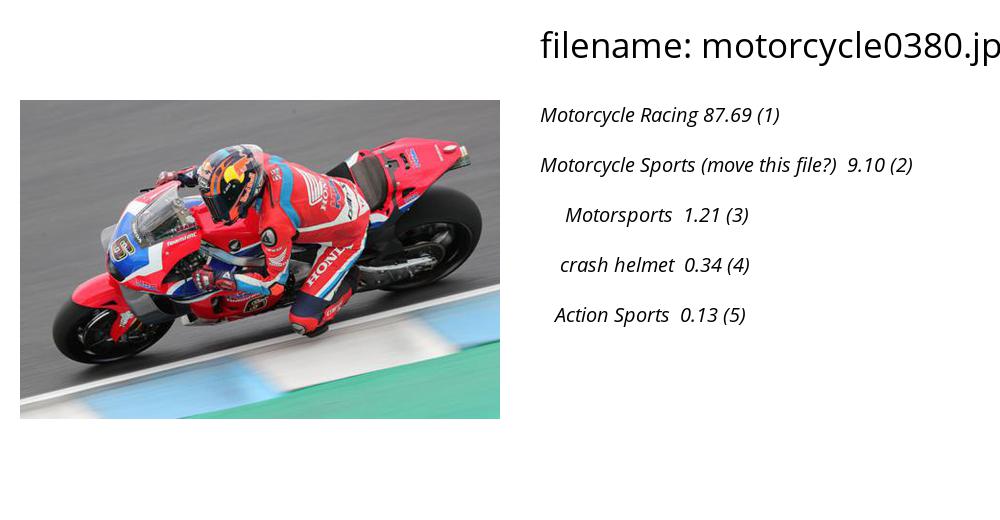 filename: motorcycle0380.jp
Motorcycle Racing 87.69 (1)
Motorcycle Sports (move this file?) 9.10 (2)
Motorsports 1.21 (3)
crash helmet 0.34 (4)
Action Sports 0.13 (5)
HONDA